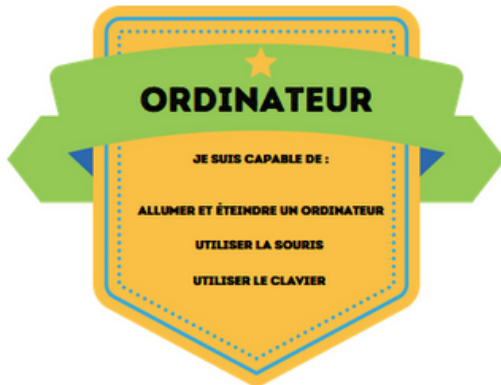 ORDINATEUR
JE SUIS CAPABLE DE :
ALLUMER ET ÉTEINDRE UN ORDINATEUR
UTILISER LA SOURIS
UTILISER LE CLAVIER